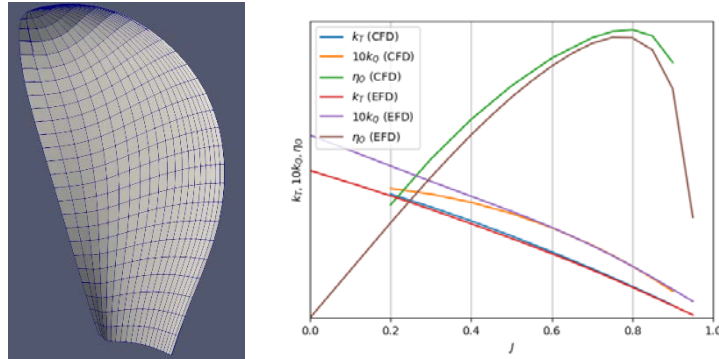 k_T (CFD)
10k_Q (CFD)
η_O (CFD)
k_T (EFD)
10k_Q (EFD)
η_O (EFD)
k_T, 10k_Q, η_O
0.0 0.2 0.4 0.6 0.8 1.0
J